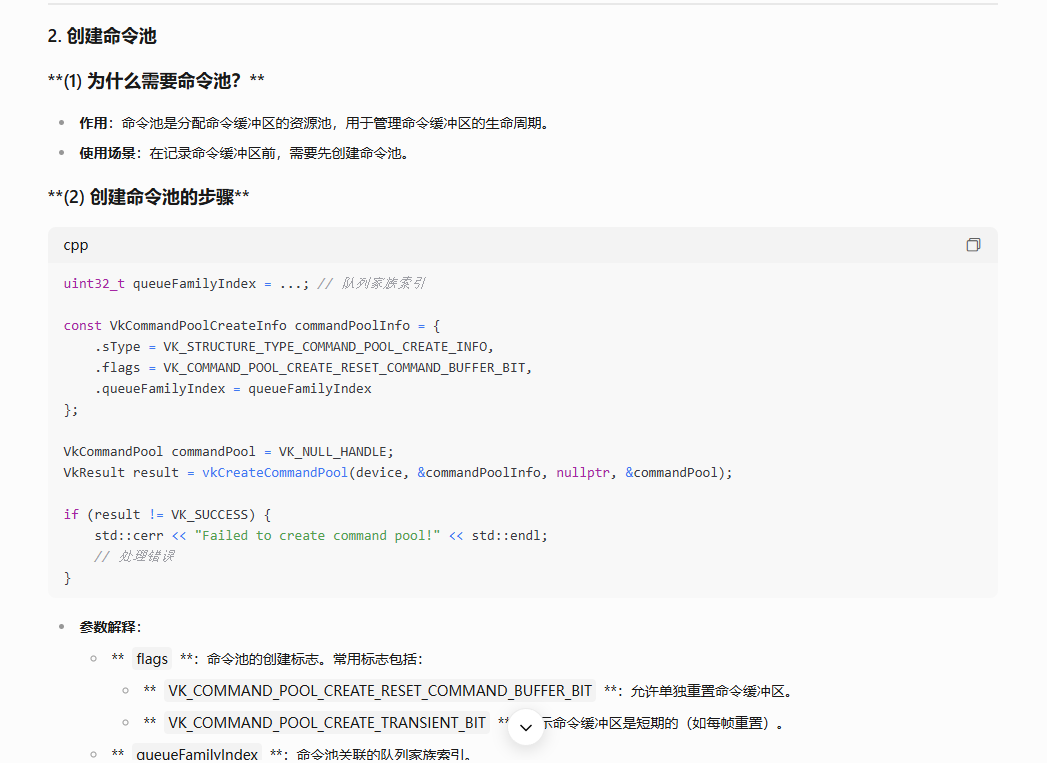 2. 创建命令池
**(1) 为什么需要命令池？**
作用：命令池是分配命令缓冲区的资源池，用于管理命令缓冲区的生命周期。
使用场景：在记录命令缓冲区前，需要先创建命令池。
**(2) 创建命令池的步骤**
cpp
uint32_t queueFamilyIndex = ...; // 队列家族索引
const VkCommandPoolCreateInfo commandPoolInfo = {
    .sType = VK_STRUCTURE_TYPE_COMMAND_POOL_CREATE_INFO,
    .flags = VK_COMMAND_POOL_CREATE_RESET_COMMAND_BUFFER_BIT,
    .queueFamilyIndex = queueFamilyIndex
};
VkCommandPool commandPool = VK_NULL_HANDLE;
VkResult result = vkCreateCommandPool(device, &commandPoolInfo, nullptr, &commandPool);
if (result != VK_SUCCESS) {
    std::cerr << "Failed to create command pool!" << std::endl;
    // 处理错误
}
参数解释：
** flags **：命令池的创建标志。常用标志包括：
** VK_COMMAND_POOL_CREATE_RESET_COMMAND_BUFFER_BIT **：允许单独重置命令缓冲区。
** VK_COMMAND_POOL_CREATE_TRANSIENT_BIT ** 示命令缓冲区是短期的（如每帧重置）。
** queueFamilyIndex **：命令池关联的队列家族索引。